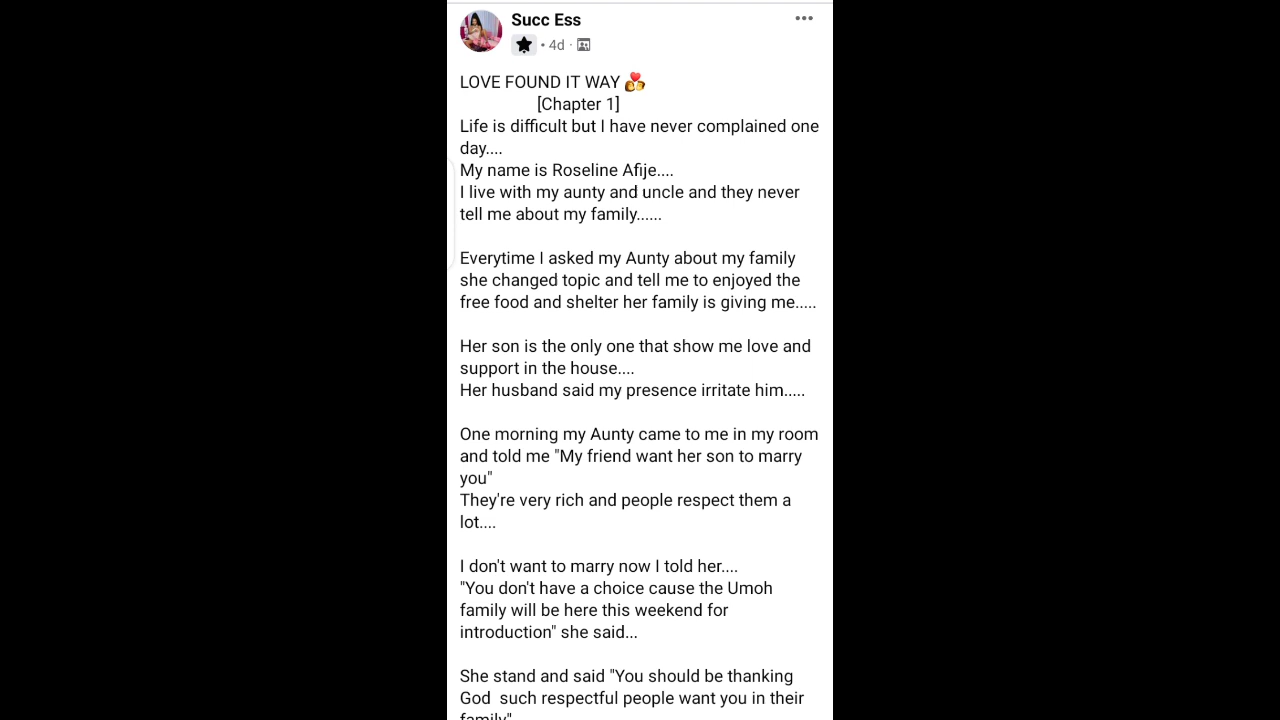 Succ Ess
• 4d ·
LOVE FOUND IT WAY 💏
[Chapter 1]
Life is difficult but I have never complained one
day....
My name is Roseline Afije....
I live with my aunty and uncle and they never
tell me about my family......
Everytime I asked my Aunty about my family
she changed topic and tell me to enjoyed the
free food and shelter her family is giving me.....
Her son is the only one that show me love and
support in the house....
Her husband said my presence irritate him.....
One morning my Aunty came to me in my room
and told me "My friend want her son to marry
you"
They're very rich and people respect them a
lot....
I don't want to marry now I told her....
"You don't have a choice cause the Umoh
family will be here this weekend for
introduction" she said...
She stand and said "You should be thanking
God  such respectful people want you in their
family"